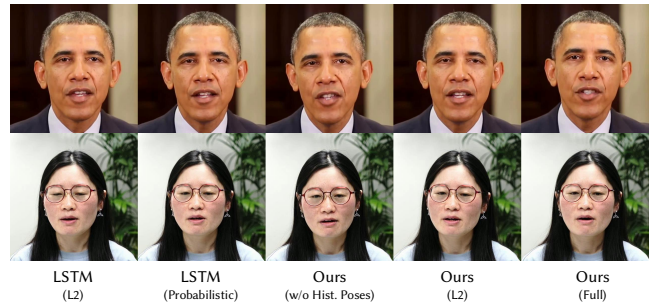 LSTM LSTM Ours Ours Ours
(L2) (Probabilistic) (w/o Hist. Poses) (L2) (Full)